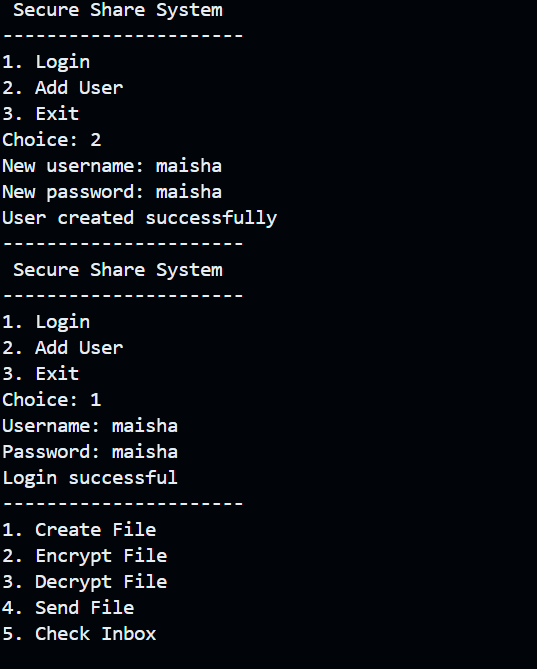 Secure Share System
----------------------
1. Login
2. Add User
3. Exit
Choice: 2
New username: maisha
New password: maisha
User created successfully
----------------------
Secure Share System
----------------------
1. Login
2. Add User
3. Exit
Choice: 1
Username: maisha
Password: maisha
Login successful
----------------------
1. Create File
2. Encrypt File
3. Decrypt File
4. Send File
5. Check Inbox